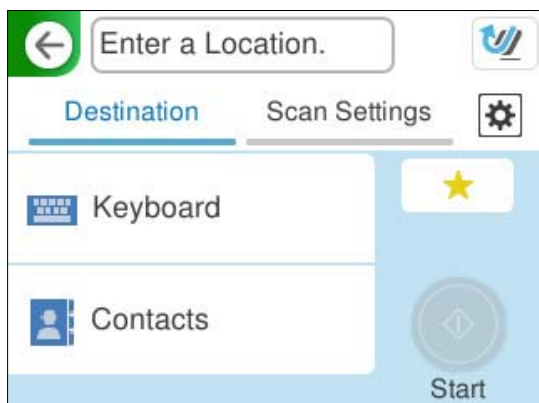 Enter a Location.
Destination
Scan Settings
Keyboard
Contacts
Start